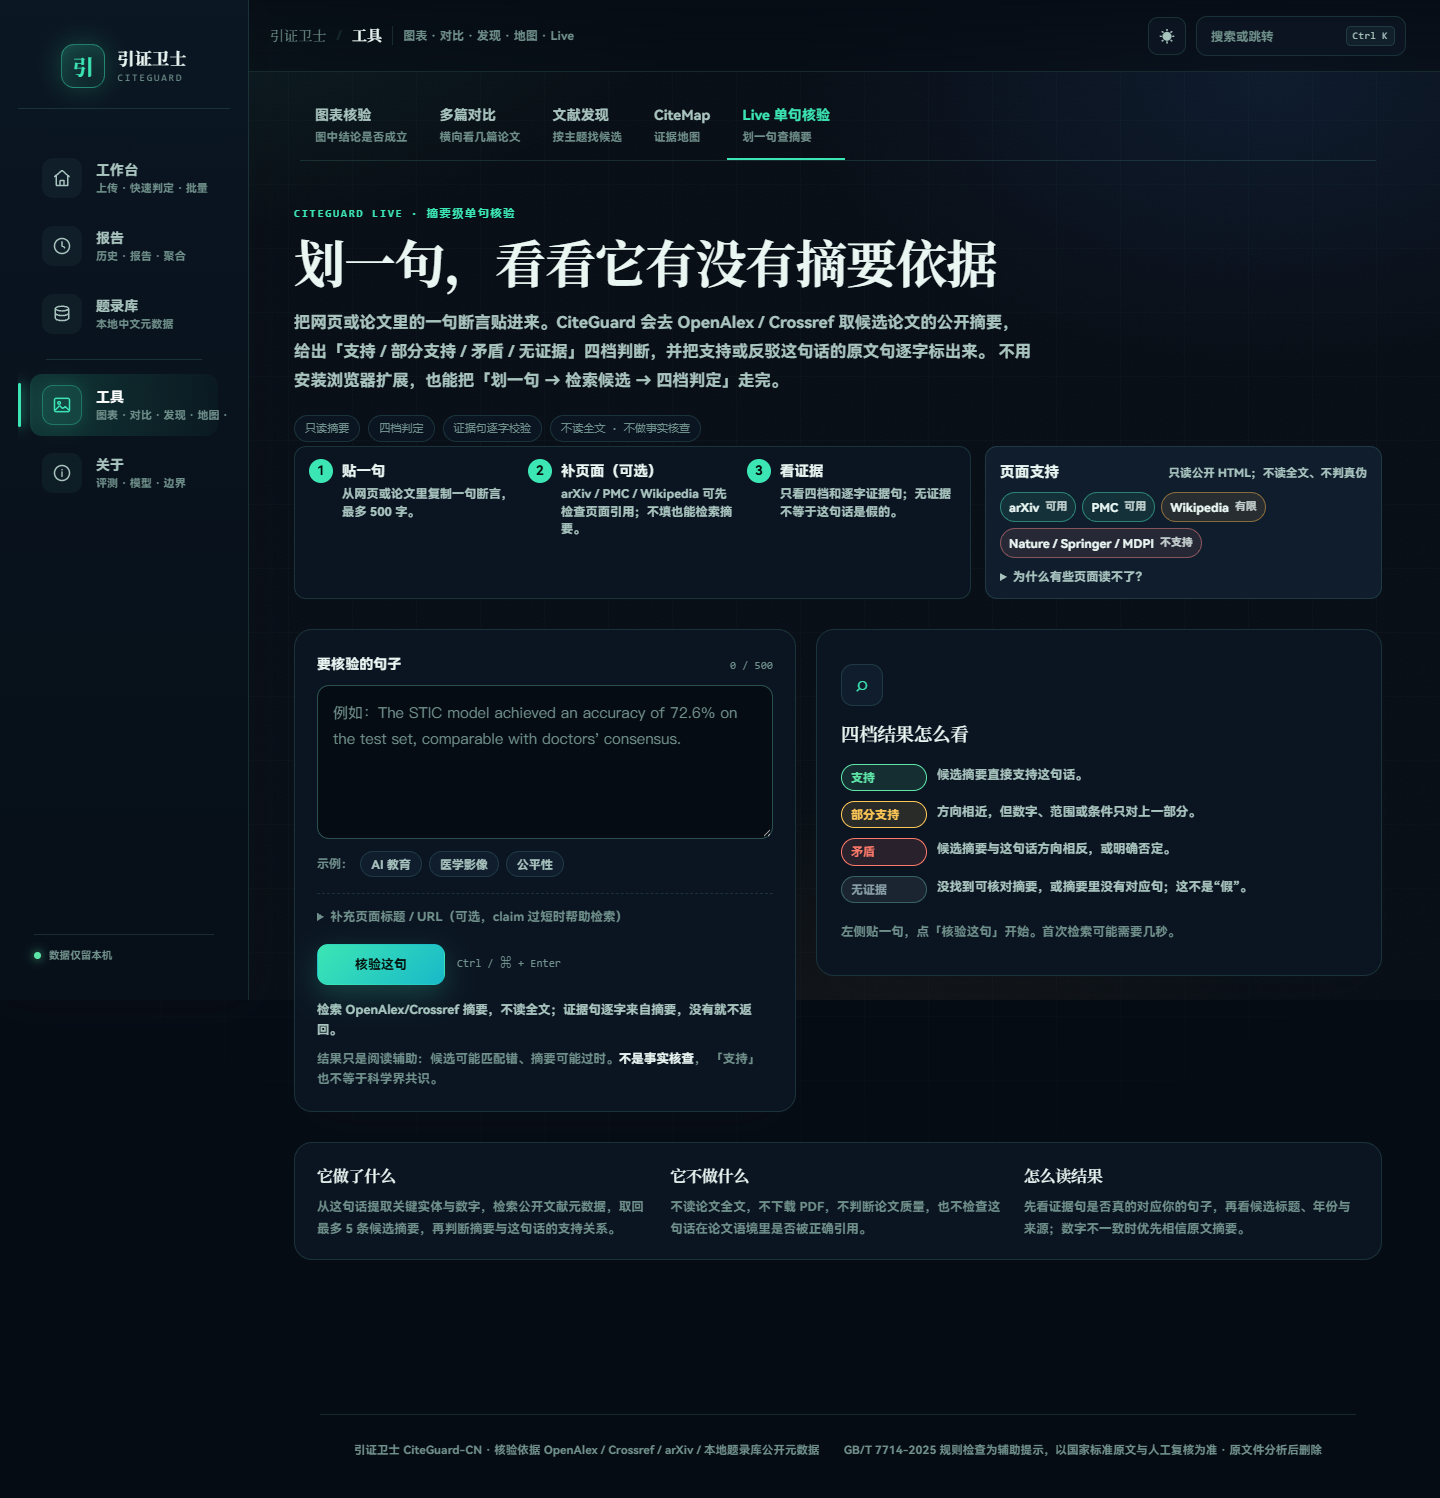 引
引证卫士
CITEGUARD
工作台
上传 · 快速判定 · 批量
报告
历史 · 报告 · 聚合
题录库
本地中文元数据
工具
图表 · 对比 · 发现 · 地图 ·
关于
评测 · 模型 · 边界
数据仅留本机
引证卫士 / 工具 图表 · 对比 · 发现 · 地图 · Live
搜索或跳转 Ctrl K
图表核验
图中结论是否成立
多篇对比
横向看几篇论文
文献发现
按主题找候选
CiteMap
证据地图
Live 单句核验
划一句查摘要
CITEGUARD LIVE · 摘要级单句核验
划一句，看看它有没有摘要依据
把网页或论文里的一句断言贴进来。CiteGuard 会去 OpenAlex / Crossref 取候选论文的公开摘要，
给出「支持 / 部分支持 / 矛盾 / 无证据」四档判断，并把支持或反驳这句话的原文句逐字标出来。 不用
安装浏览器扩展，也能把「划一句 → 检索候选 → 四档判定」走完。
只读摘要 四档判定 证据句逐字校验 不读全文 · 不做事实核查
1 贴一句
从网页或论文里复制一句断言，
最多 500 字。
2 补页面（可选）
arXiv / PMC / Wikipedia 可先
检查页面引用；不填也能检索摘
要。
3 看证据
只看四档和逐字证据句；无证据
不等于这句话是假的。
页面支持 只读公开 HTML；不读全文、不判真伪
arXiv 可用 PMC 可用 Wikipedia 有限
Nature / Springer / MDPI 不支持
▶ 为什么有些页面读不了？
要核验的句子 0 / 500
例如：The STIC model achieved an accuracy of 72.6% on
the test set, comparable with doctors’ consensus.
示例： AI 教育 医学影像 公平性
▶ 补充页面标题 / URL（可选，claim 过短时帮助检索）
核验这句 Ctrl / ⌘ + Enter
检索 OpenAlex/Crossref 摘要，不读全文；证据句逐字来自摘要，没有就不返
回。
结果只是阅读辅助：候选可能匹配错、摘要可能过时。不是事实核查， 「支持」
也不等于科学界共识。
四档结果怎么看
支持 候选摘要直接支持这句话。
部分支持 方向相近，但数字、范围或条件只对上一部分。
矛盾 候选摘要与这句话方向相反，或明确否定。
无证据 没找到可核对摘要，或摘要里没有对应句；这不是“假”。
左侧贴一句，点「核验这句」开始。首次检索可能需要几秒。
它做了什么
从这句话提取关键实体与数字，检索公开文献元数据，取回
最多 5 条候选摘要，再判断摘要与这句话的支持关系。
它不做什么
不读论文全文，不下载 PDF，不判断论文质量，也不检查这
句话在论文语境里是否被正确引用。
怎么读结果
先看证据句是否真的对应你的句子，再看候选标题、年份与
来源；数字不一致时优先相信原文摘要。
引证卫士 CiteGuard-CN · 核验依据 OpenAlex / Crossref / arXiv / 本地题录库公开元数据 GB/T 7714-2025 规则检查为辅助提示，以国家标准原文与人工复核为准 · 原文件分析后删除